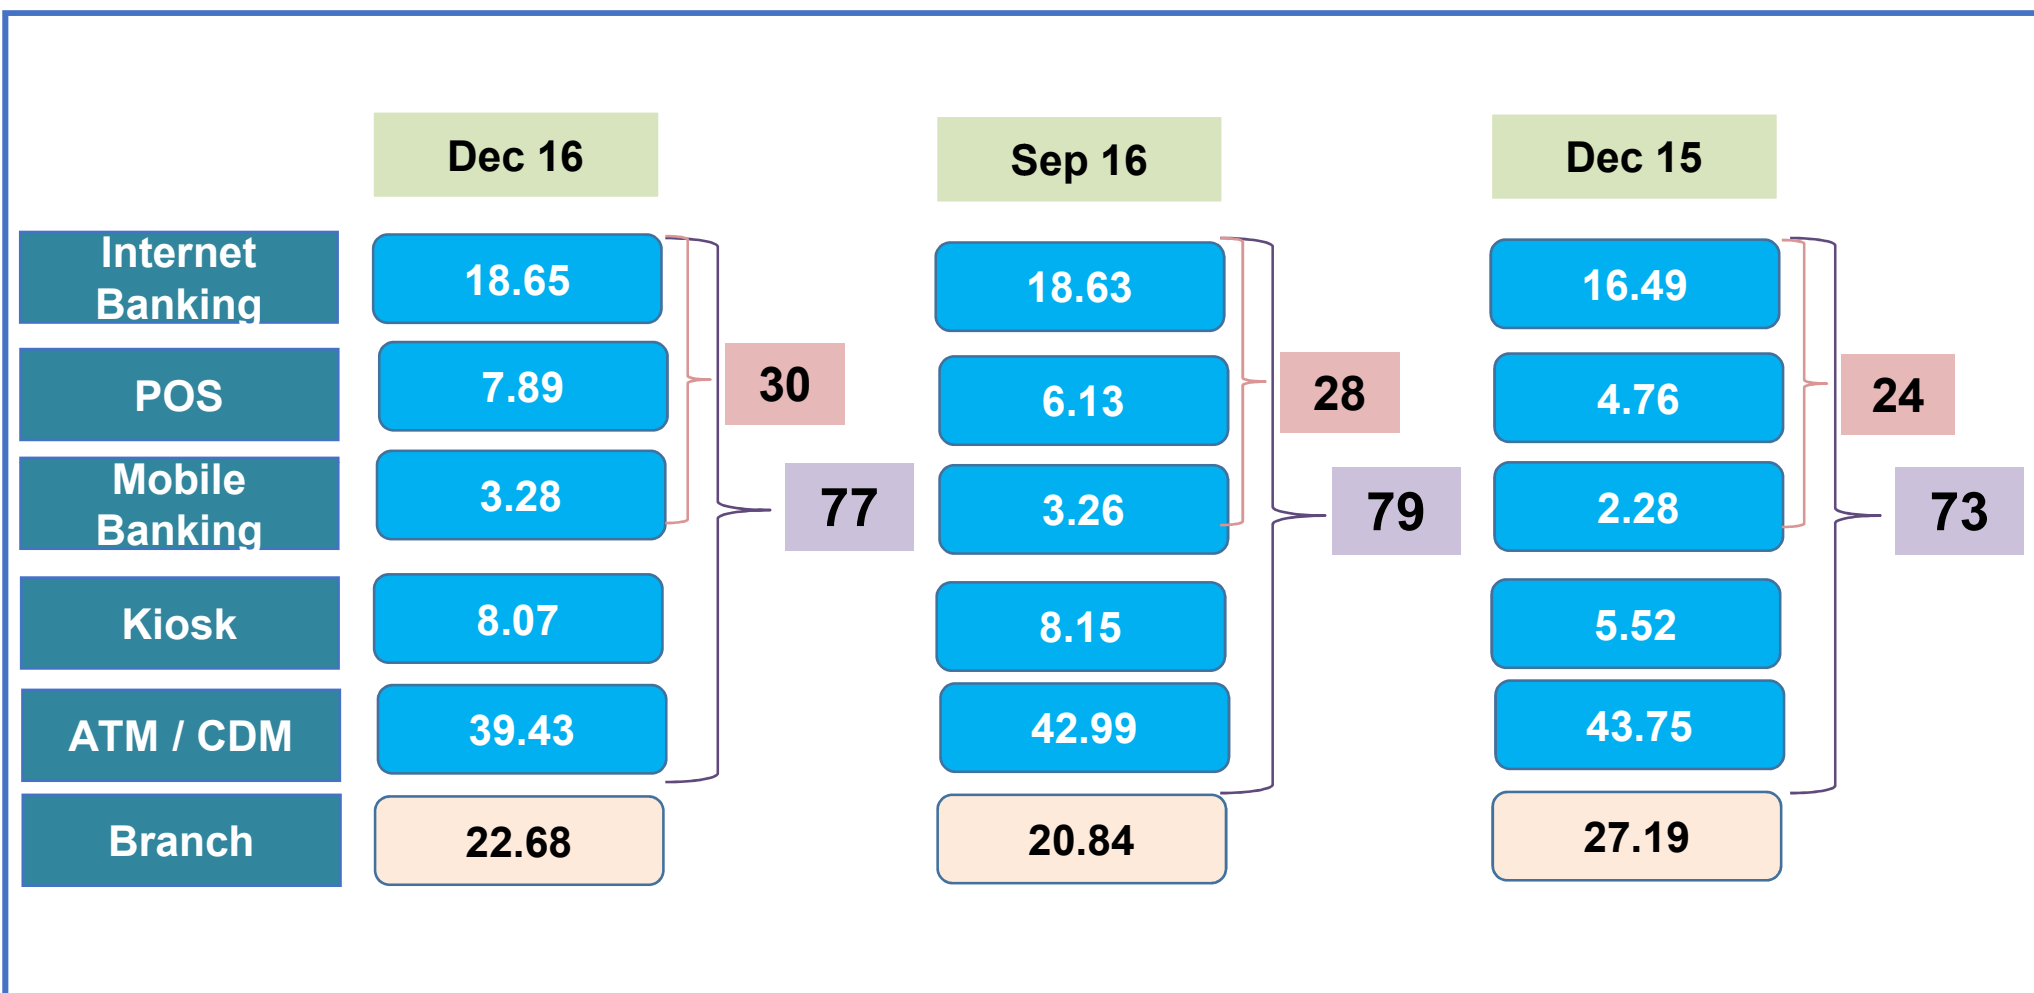 Dec 16
Sep 16
Dec 15
Internet
Banking
18.65
18.63
16.49
POS
7.89
30
6.13
28
4.76
24
Mobile
Banking
3.28
77
3.26
79
2.28
73
Kiosk
8.07
8.15
5.52
ATM / CDM
39.43
42.99
43.75
Branch
22.68
20.84
27.19